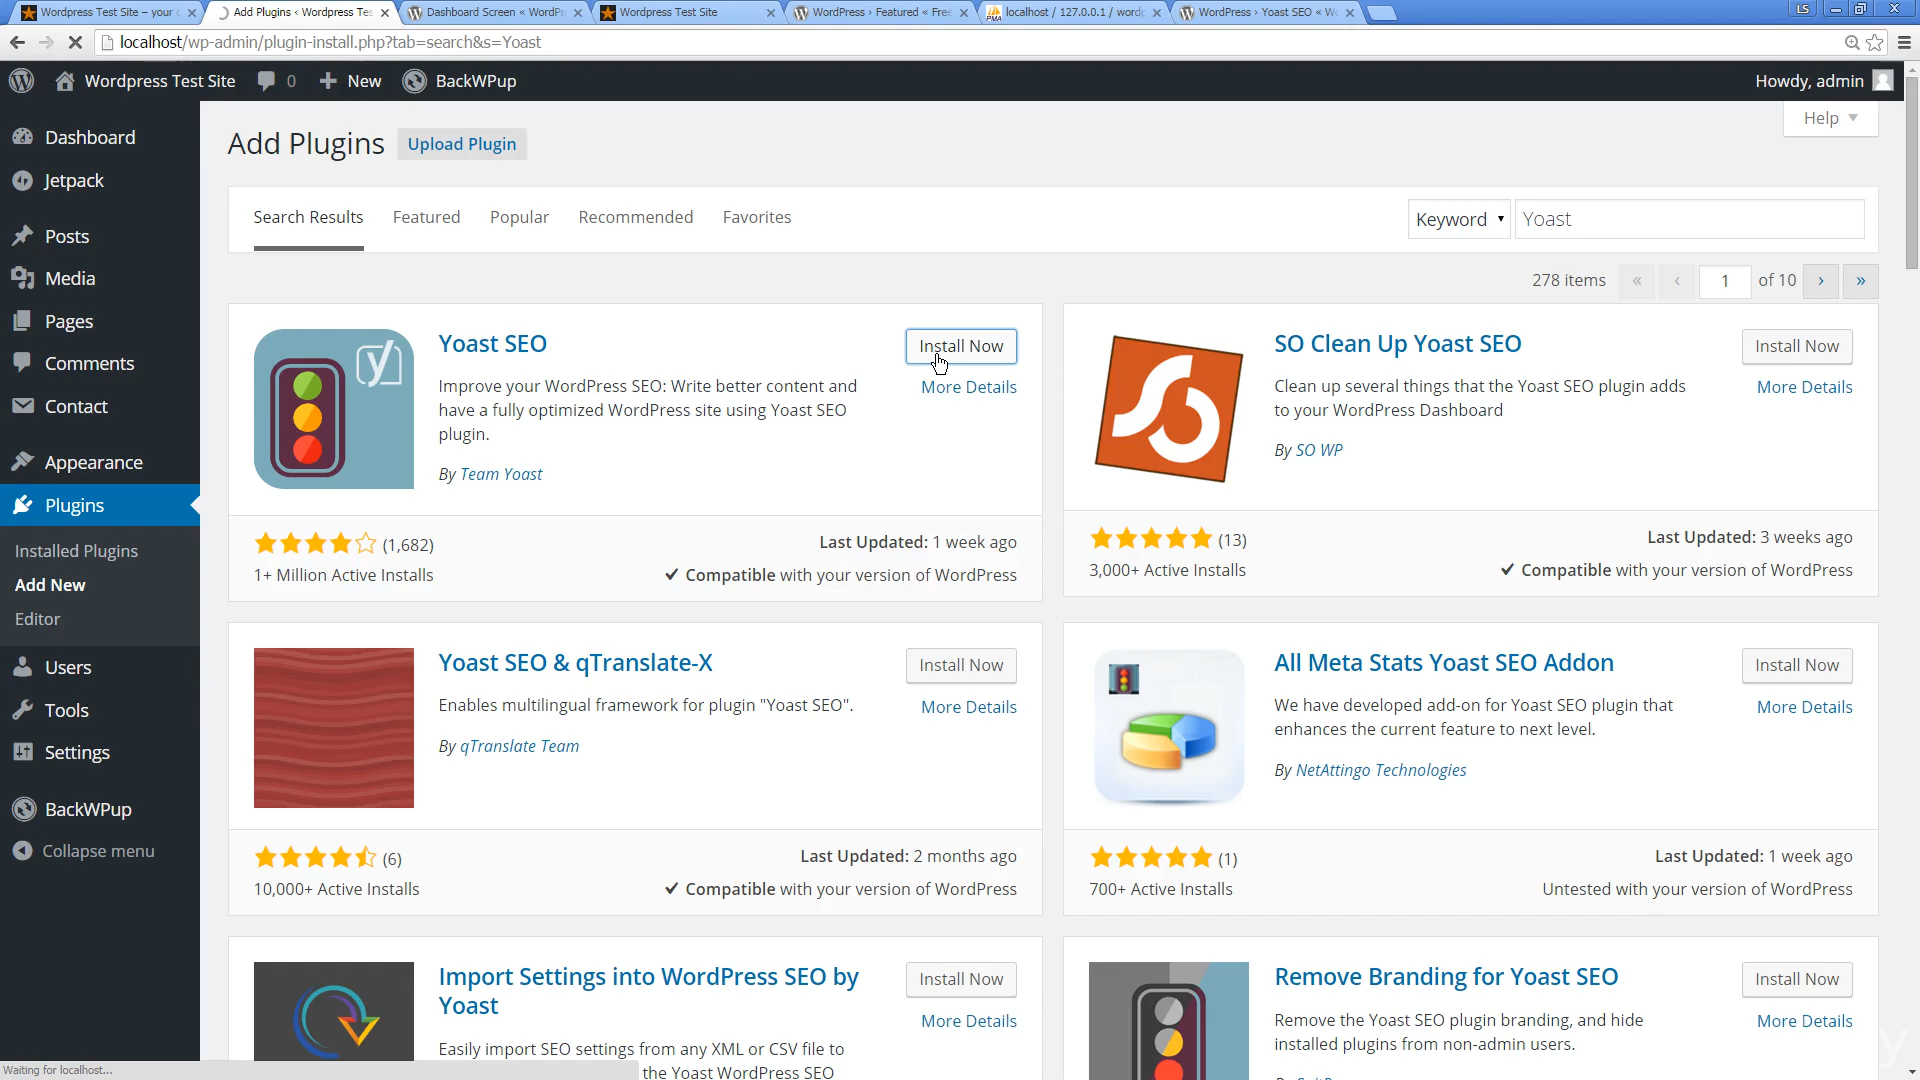 Wordpress Test Site – your
Add Plugins ‹ Wordpress Tes
Dashboard Screen « WordPr
Wordpress Test Site
WordPress › Featured « Free
localhost / 127.0.0.1 / word
WordPress › Yoast SEO « W
LS
localhost/wp-admin/plugin-install.php?tab=search&s=Yoast
Wordpress Test Site
0
New
BackWPup
Howdy, admin
Dashboard
Jetpack
Posts
Media
Pages
Comments
Contact
Appearance
Plugins
Installed Plugins
Add New
Editor
Users
Tools
Settings
BackWPup
Collapse menu
Help
Add Plugins
Upload Plugin
Search Results
Featured
Popular
Recommended
Favorites
Keyword
Yoast
278 items « ‹ 1 of 10 › »
Yoast SEO
Install Now
More Details
Improve your WordPress SEO: Write better content and
have a fully optimized WordPress site using Yoast SEO
plugin.
By Team Yoast
(1,682)
1+ Million Active Installs
Last Updated: 1 week ago
Compatible with your version of WordPress
SO Clean Up Yoast SEO
Install Now
More Details
Clean up several things that the Yoast SEO plugin adds
to your WordPress Dashboard
By SO WP
(13)
3,000+ Active Installs
Last Updated: 3 weeks ago
Compatible with your version of WordPress
Yoast SEO & qTranslate-X
Install Now
More Details
Enables multilingual framework for plugin "Yoast SEO".
By qTranslate Team
(6)
10,000+ Active Installs
Last Updated: 2 months ago
Compatible with your version of WordPress
All Meta Stats Yoast SEO Addon
Install Now
More Details
We have developed add-on for Yoast SEO plugin that
enhances the current feature to next level.
By NetAttingo Technologies
(1)
700+ Active Installs
Last Updated: 1 week ago
Untested with your version of WordPress
Import Settings into WordPress SEO by
Yoast
Install Now
More Details
Easily import SEO settings from any XML or CSV file to
the Yoast WordPress SEO
Remove Branding for Yoast SEO
Install Now
More Details
Remove the Yoast SEO plugin branding, and hide
installed plugins from non-admin users.
Waiting for localhost...